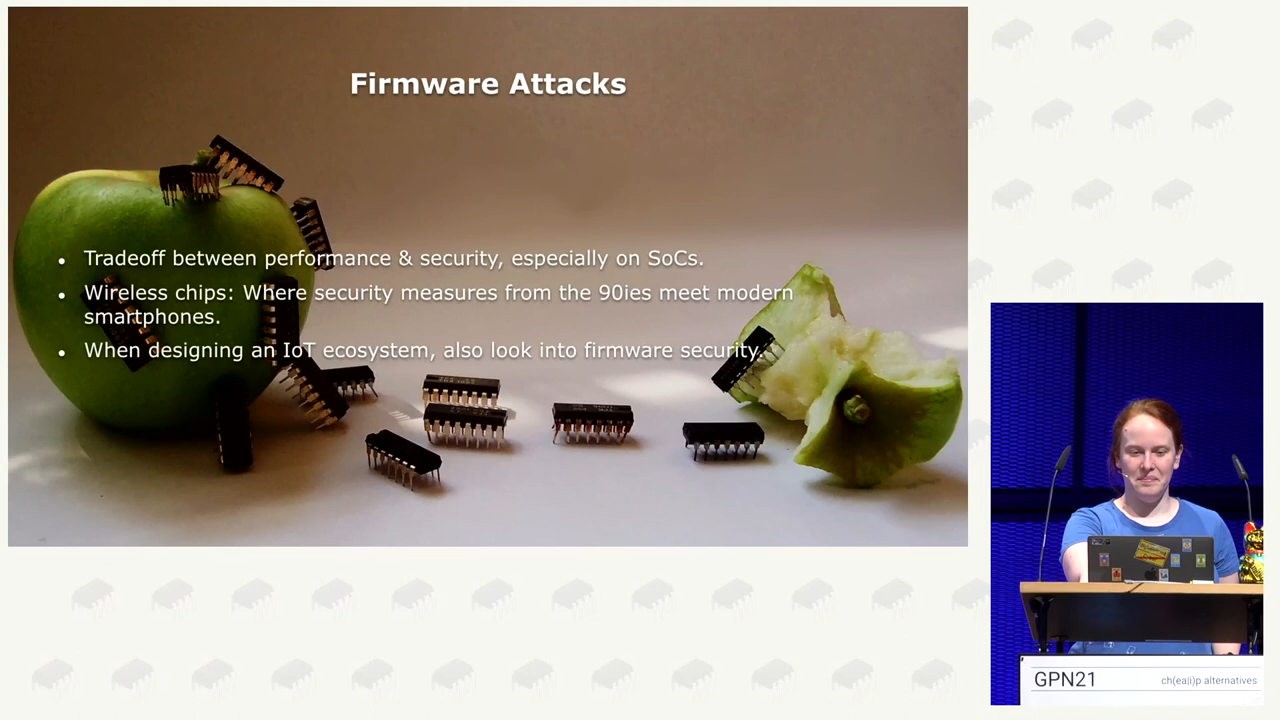 Firmware Attacks
Tradeoff between performance & security, especially on SoCs.
Wireless chips: Where security measures from the 90ies meet modern
smartphones.
When designing an IoT ecosystem, also look into firmware security.
GPN21
ch(ea|i)p alternatives